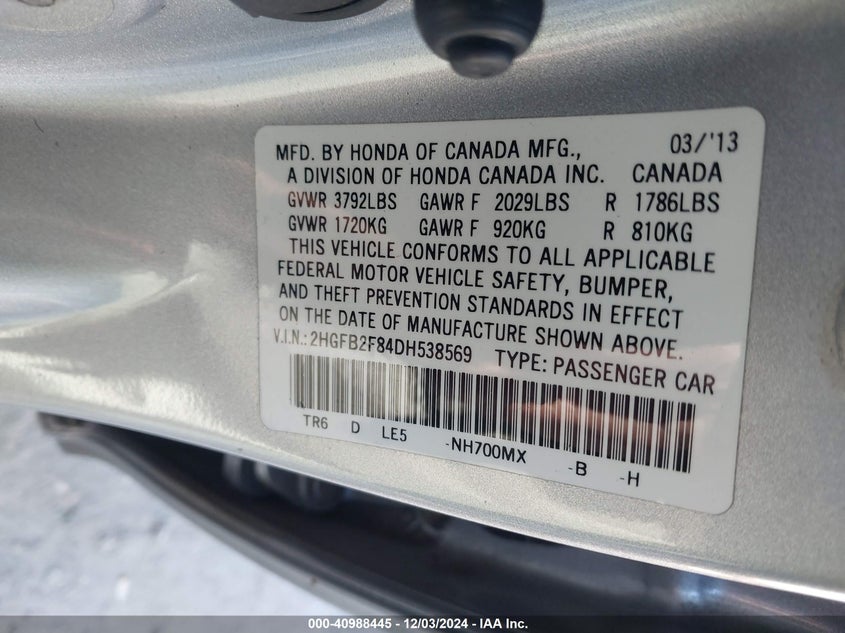 MFD. BY HONDA OF CANADA MFG., 03/'13
A DIVISION OF HONDA CANADA INC. CANADA
GVWR 3792LBS GAWR F 2029LBS R 1786LBS
GVWR 1720KG GAWR F 920KG R 810KG
THIS VEHICLE CONFORMS TO ALL APPLICABLE
FEDERAL MOTOR VEHICLE SAFETY, BUMPER,
AND THEFT PREVENTION STANDARDS IN EFFECT
ON THE DATE OF MANUFACTURE SHOWN ABOVE.
V.I.N.:2HGFB2F84DH538569 TYPE: PASSENGER CAR
TR6 D LE5 -NH700MX -B -H
000-40988445 - 12/03/2024 - IAA Inc.